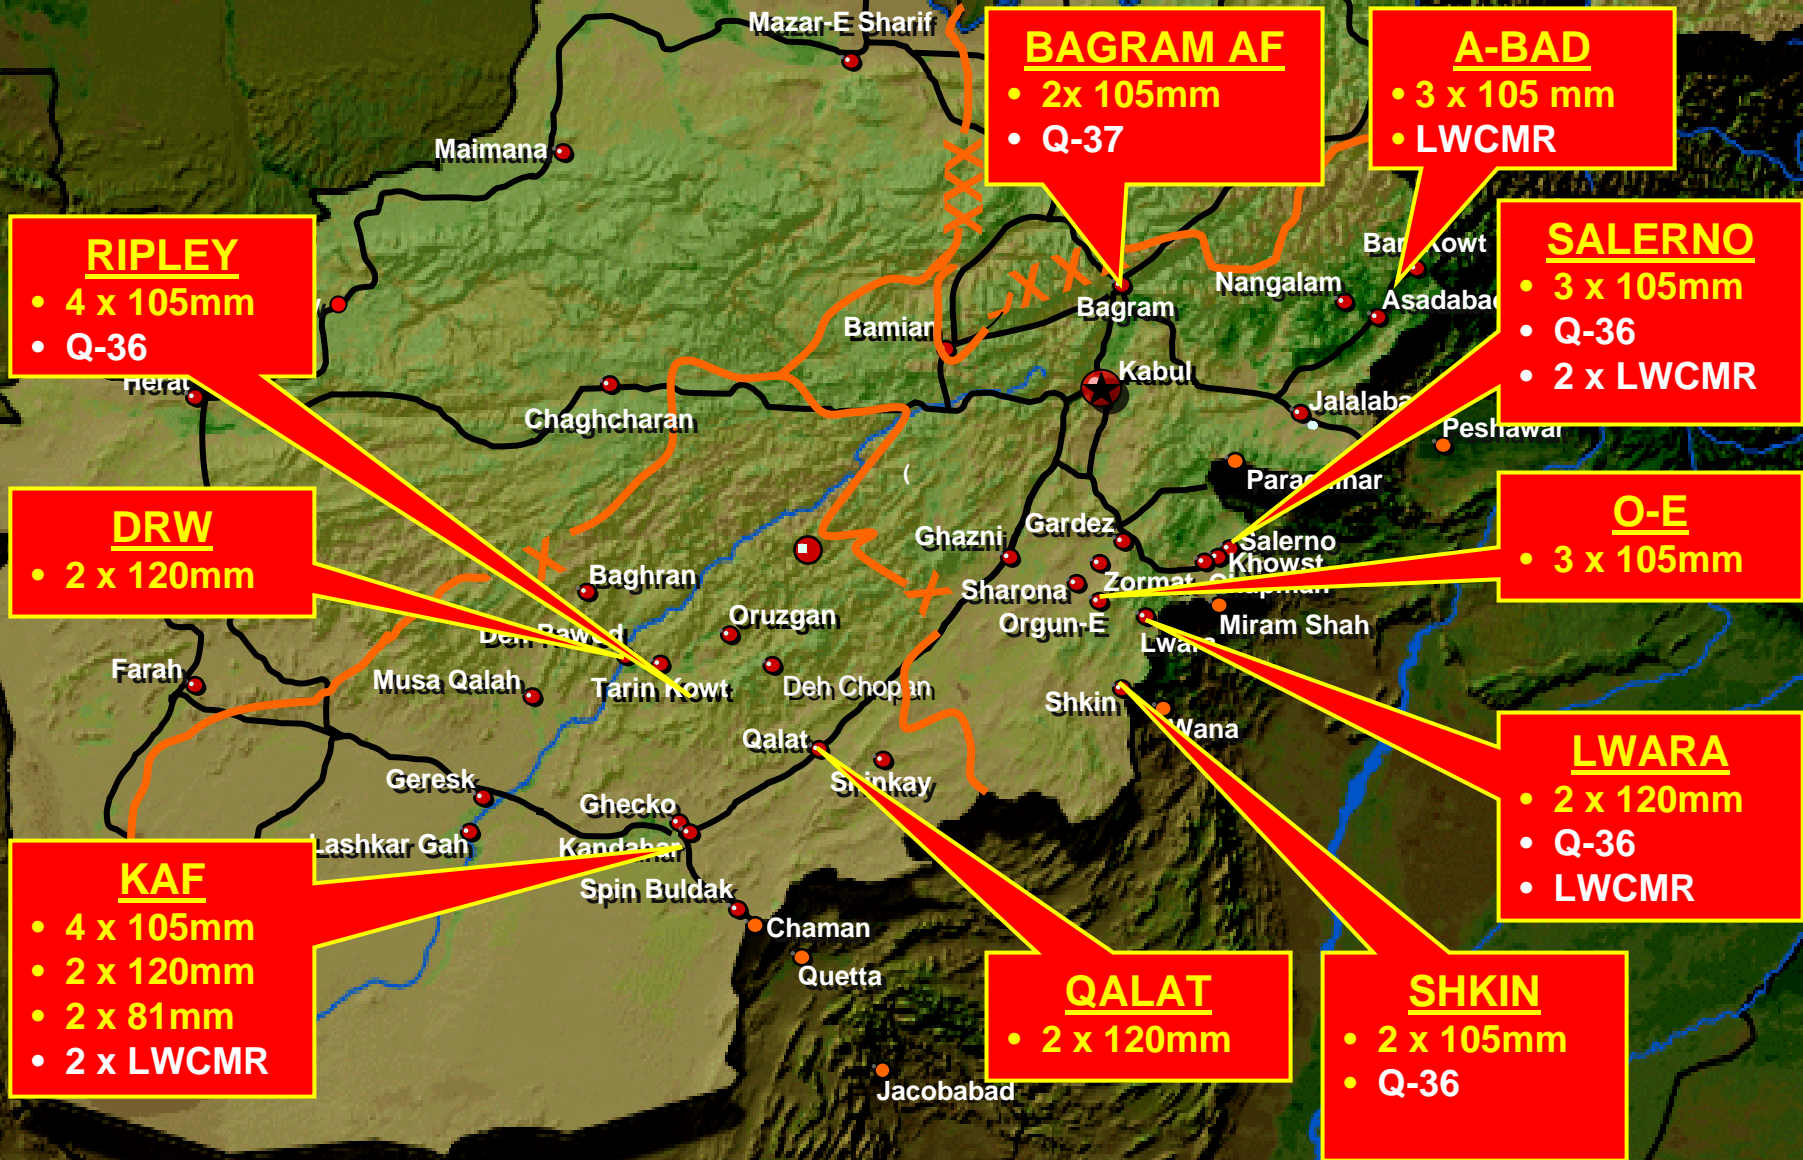 Mazar-E Sharif
BAGRAM AF
• 2x 105mm
• Q-37
A-BAD
• 3 x 105 mm
• LWCMR
Maimana
RIPLEY
• 4 x 105mm
• Q-36
SALERNO
• 3 x 105mm
• Q-36
• 2 x LWCMR
Nangalam
Bagram
Bamian
Kabul
Herat
Chaghcharan
(
DRW
• 2 x 120mm
O-E
• 3 x 105mm
Gardez
Ghazni
Salerno
Khowst
Zormat
Sharona
Baghran
Orgun-E
Miram Shah
Oruzgan
Farah
Musa Qalah
Tarin Kowt
Deh Chopan
Shkin
Wana
Qalat
LWARA
• 2 x 120mm
• Q-36
• LWCMR
Geresk
Ghecko
Lashkar Gah
Kandahar
Spin Buldak
Chaman
Quetta
Jacobabad
KAF
• 4 x 105mm
• 2 x 120mm
• 2 x 81mm
• 2 x LWCMR
QALAT
• 2 x 120mm
SHKIN
• 2 x 105mm
• Q-36